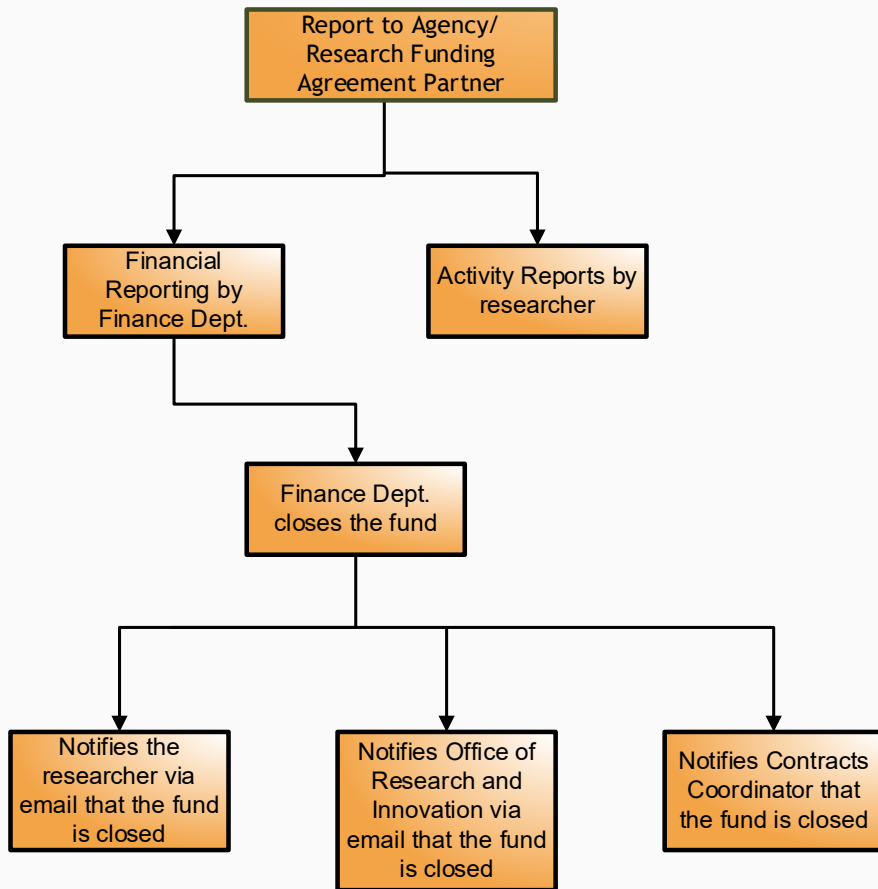 Report to Agency/
Research Funding
Agreement Partner
Financial
Reporting by
Finance Dept.
Activity Reports by
researcher
Finance Dept.
closes the fund
Notifies the
researcher via
email that the fund
is closed
Notifies Office of
Research and
Innovation via
email that the fund
is closed
Notifies Contracts
Coordinator that
the fund is closed